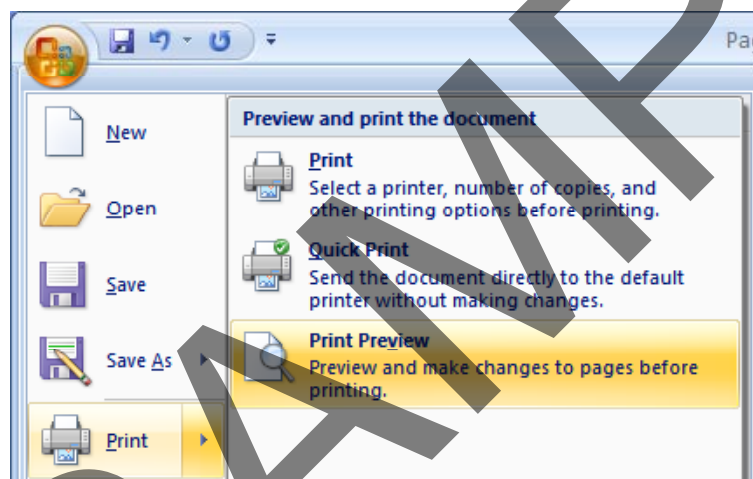 Pa
New
Open
Save
Save As
Print
Preview and print the document
Print
Select a printer, number of copies, and
other printing options before printing.
Quick Print
Send the document directly to the default
printer without making changes.
Print Preview
Preview and make changes to pages before
printing.
SAMP